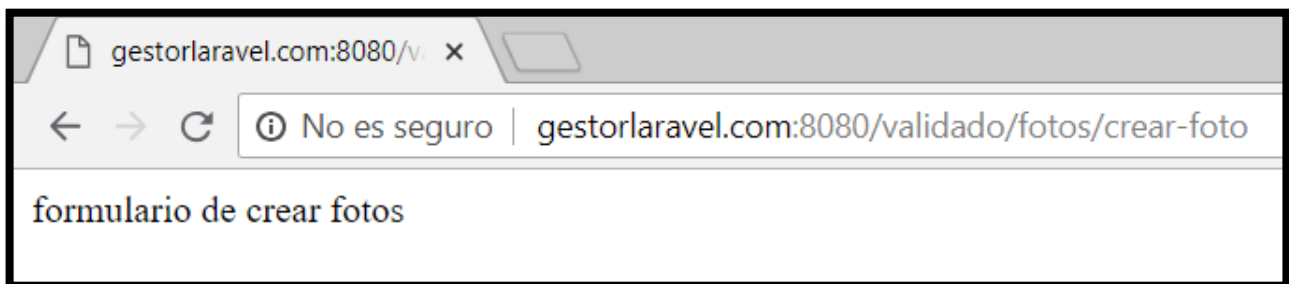 gestorlaravel.com:8080/v
No es seguro | gestorlaravel.com:8080/validado/fotos/crear-foto
formulario de crear fotos